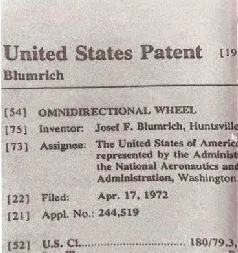 United States Patent [19
Blumrich
[54] OMNIDIRECTIONAL WHEEL
[75] Inventor: Josef F. Blumrich, Huntsville
[73] Assignee: The United States of America
represented by the Administ
the National Aeronautics and
Administration, Washington
[22] Filed: Apr. 17, 1972
[21] Appl. No.: 244,519
[52] U.S. Cl. 180/79.3,